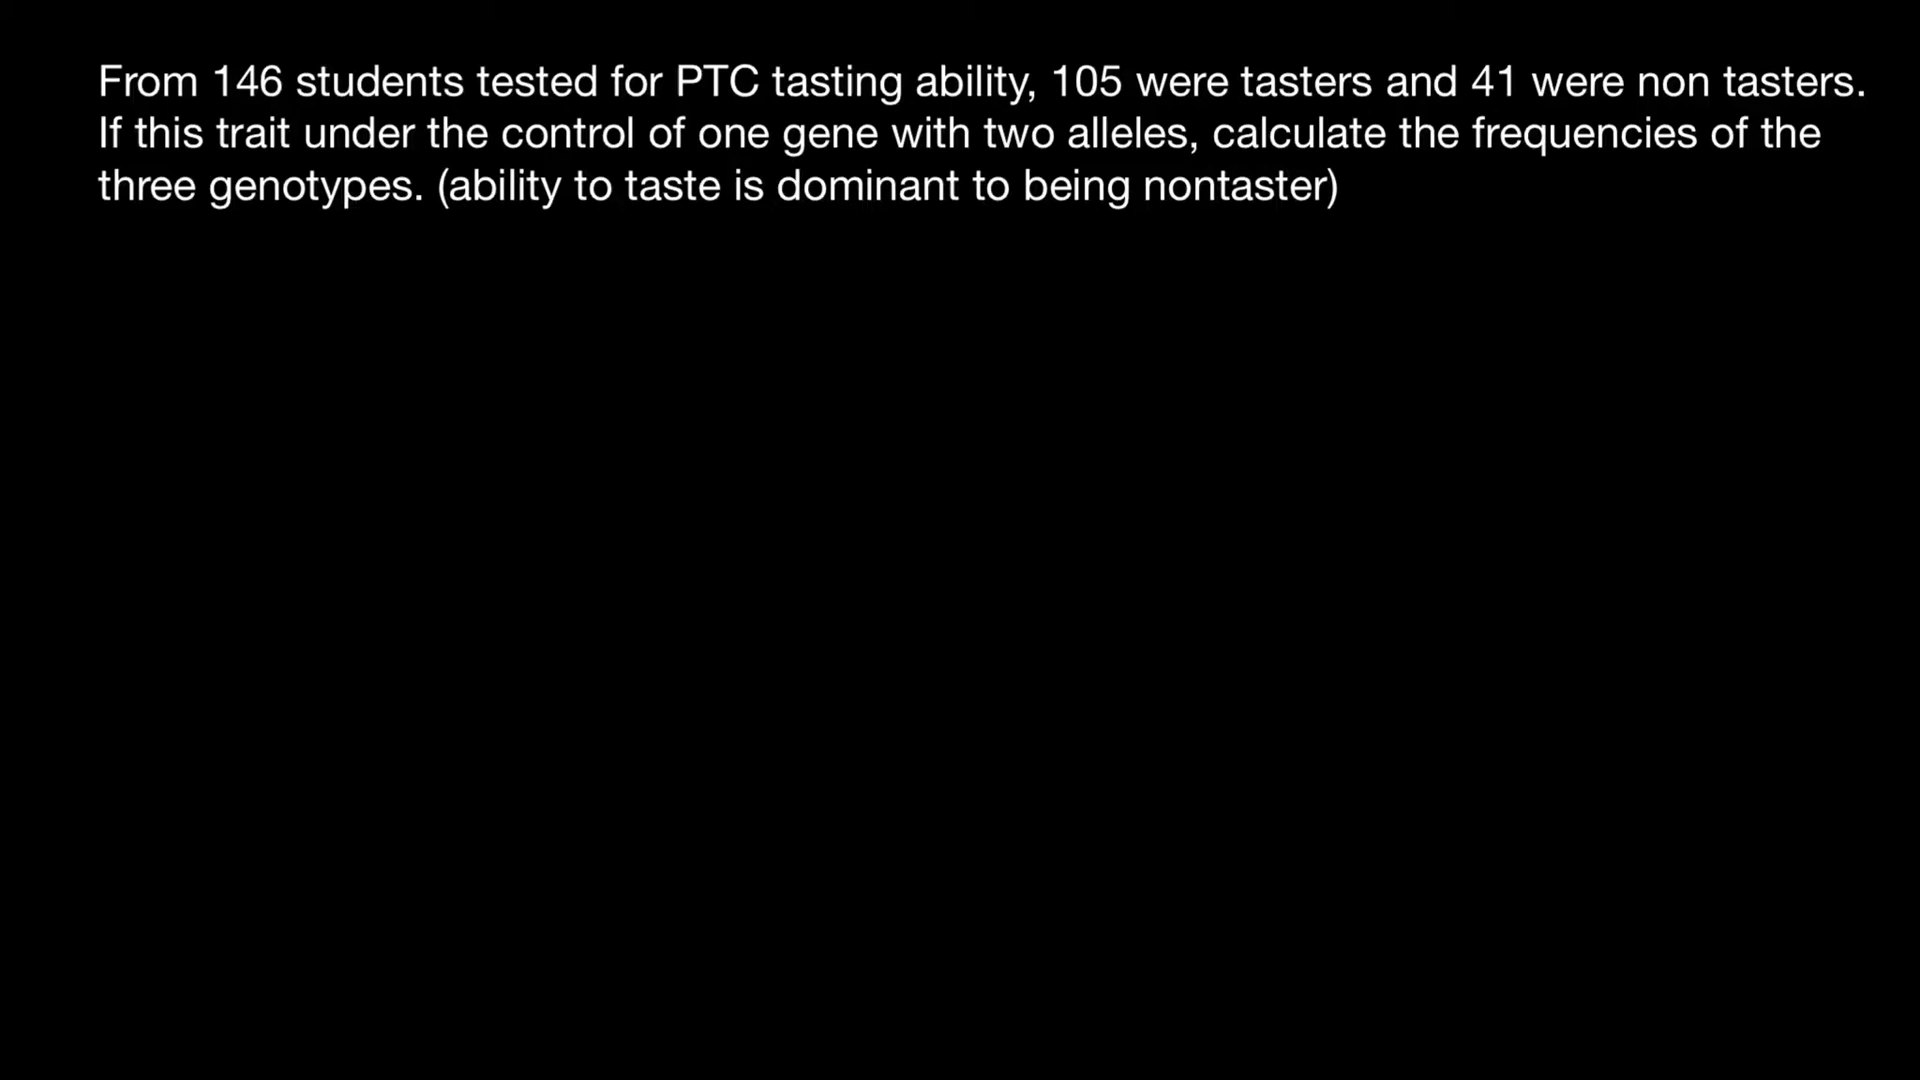 From 146 students tested for PTC tasting ability, 105 were tasters and 41 were non tasters.
If this trait under the control of one gene with two alleles, calculate the frequencies of the
three genotypes. (ability to taste is dominant to being nontaster)